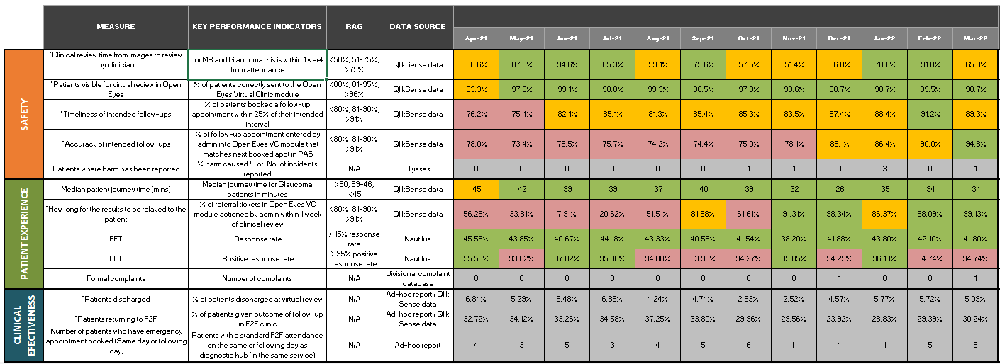 MEASURE KEY PERFORMANCE INDICATORS RAG DATA SOURCE
Apr-21 May-21 Jun-21 Jul-21 Aug-21 Sep-21 Oct-21 Nov-21 Dec-21 Jan-22 Feb-22 Mar-22
SAFETY
*Clinical review time from images to review
by clinician
For MR and Glaucoma this is within 1 week
from attendance
<50%, 51-75%,
>75%
QlikSense data
68.6% 87.0% 94.6% 85.3% 59.1% 79.6% 57.5% 51.4% 56.8% 78.0% 91.0% 65.9%
*Patients visible for virtual review in Open
Eyes
% of patients correctly sent to the Open
Eyes Virtual Clinic module
<80%, 81-95%,
>96%
QlikSense data
93.3% 97.8% 99.1% 98.8% 99.3% 98.5% 97.8% 99.6% 98.7% 98.7% 99.5% 98.7%
*Timeliness of intended follow-ups
% of patients booked a follow-up
appointment within 25% of their intended
interval
<80%, 81-90%,
>91%
QlikSense data
76.2% 75.4% 82.1% 85.1% 81.3% 85.4% 85.3% 83.5% 87.4% 88.4% 91.2% 89.3%
*Accuracy of intended follow-ups
% of follow-up appointment entered by
admin into Open Eyes VC module that
matches next booked appt in PAS
<80%, 81-90%,
>91%
QlikSense data
78.0% 73.4% 76.5% 75.7% 74.2% 74.4% 75.0% 78.1% 85.1% 86.4% 90.0% 94.8%
Patients where harm has been reported
% harm caused / Tot. No. of incidents
reported
N/A
Ulysses
0 0 0 0 0 0 1 1 0 3 0 1
PATIENT EXPERIENCE
Median patient journey time (mins)
Median journey time for Glaucoma
patients in minutes
>60, 59-46,
<45
QlikSense data
45 42 39 39 37 40 39 32 26 35 34 34
*How long for the results to be relayed to the
patient
% of referral tickets in Open Eyes VC
module actioned by admin within 1 week
of clinical review
<80%, 81-90%,
>91%
QlikSense data
56.28% 33.81% 7.91% 20.62% 51.51% 81.68% 61.61% 91.31% 98.34% 86.37% 98.09% 99.13%
FFT
Response rate
> 15% response
rate
Nautilus
45.56% 43.85% 40.67% 44.18% 43.33% 40.56% 41.54% 38.20% 41.88% 43.80% 42.10% 41.80%
FFT
Rositive response rate
> 95% positive
response rate
Nautilus
95.53% 93.62% 97.02% 95.98% 94.00% 93.99% 94.27% 95.05% 94.25% 96.19% 94.74% 94.74%
Formal complaints
Number of complaints
N/A
Divisional complaint
database
0 0 0 0 0 0 0 0 1 0 0 1
CLINICAL
EFECTIVENESS
*Patients discharged
% of patients discharged at virtual review
N/A
Ad-hoc report / Qlik
Sense data
6.84% 5.29% 5.48% 6.86% 4.24% 4.74% 2.53% 2.52% 4.57% 5.77% 5.72% 5.09%
*Patients returning to F2F
% of patients given outcome of follow-up
in F2F clinic
N/A
Ad-hoc report / Qlik
Sense data
32.72% 34.12% 33.26% 34.58% 37.25% 33.80% 29.96% 29.56% 23.92% 28.83% 29.39% 30.24%
Number of patients who have emergency
appointment booked (Same day or following
day)
Patients with a standard F2F attendance
on the same or following day as
diagnostic hub (in the same service)
N/A
Ad-hoc report
4 3 5 3 4 5 6 11 4 1 5 6